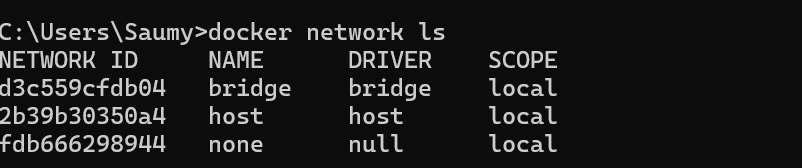 C:\Users\Saumy>docker network ls
NETWORK ID     NAME      DRIVER    SCOPE
d3c559cfdb04   bridge    bridge    local
2b39b30350a4   host      host      local
fdb666298944   none      null      local